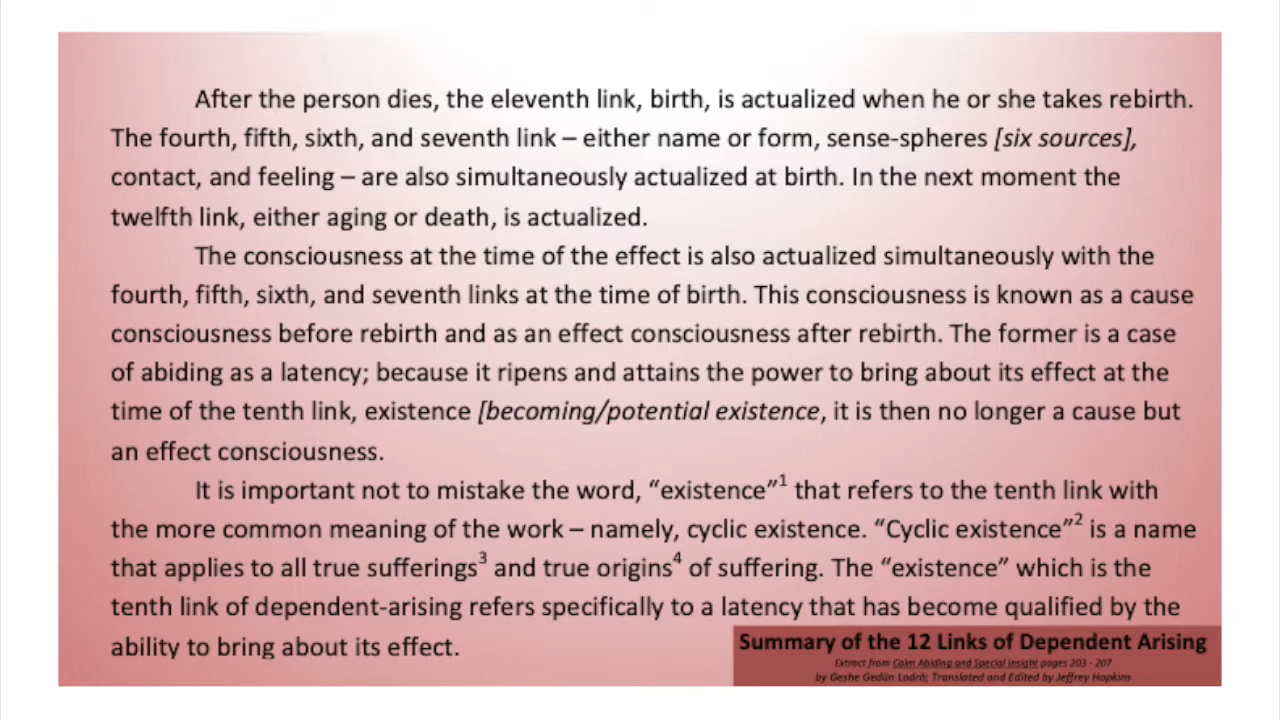 After the person dies, the eleventh link, birth, is actualized when he or she takes rebirth.
The fourth, fifth, sixth, and seventh link – either name or form, sense-spheres [six sources],
contact, and feeling – are also simultaneously actualized at birth. In the next moment the
twelfth link, either aging or death, is actualized.
The consciousness at the time of the effect is also actualized simultaneously with the
fourth, fifth, sixth, and seventh links at the time of birth. This consciousness is known as a cause
consciousness before rebirth and as an effect consciousness after rebirth. The former is a case
of abiding as a latency; because it ripens and attains the power to bring about its effect at the
time of the tenth link, existence [becoming/potential existence, it is then no longer a cause but
an effect consciousness.
It is important not to mistake the word, “existence”1 that refers to the tenth link with
the more common meaning of the work – namely, cyclic existence. “Cyclic existence”2 is a name
that applies to all true sufferings3 and true origins4 of suffering. The “existence” which is the
tenth link of dependent-arising refers specifically to a latency that has become qualified by the
ability to bring about its effect.
Summary of the 12 Links of Dependent Arising
Extract from Calm Abiding and Special Insight pages 203 - 207
by Geshe Gedün Lodrö; Translated and Edited by Jeffrey Hopkins